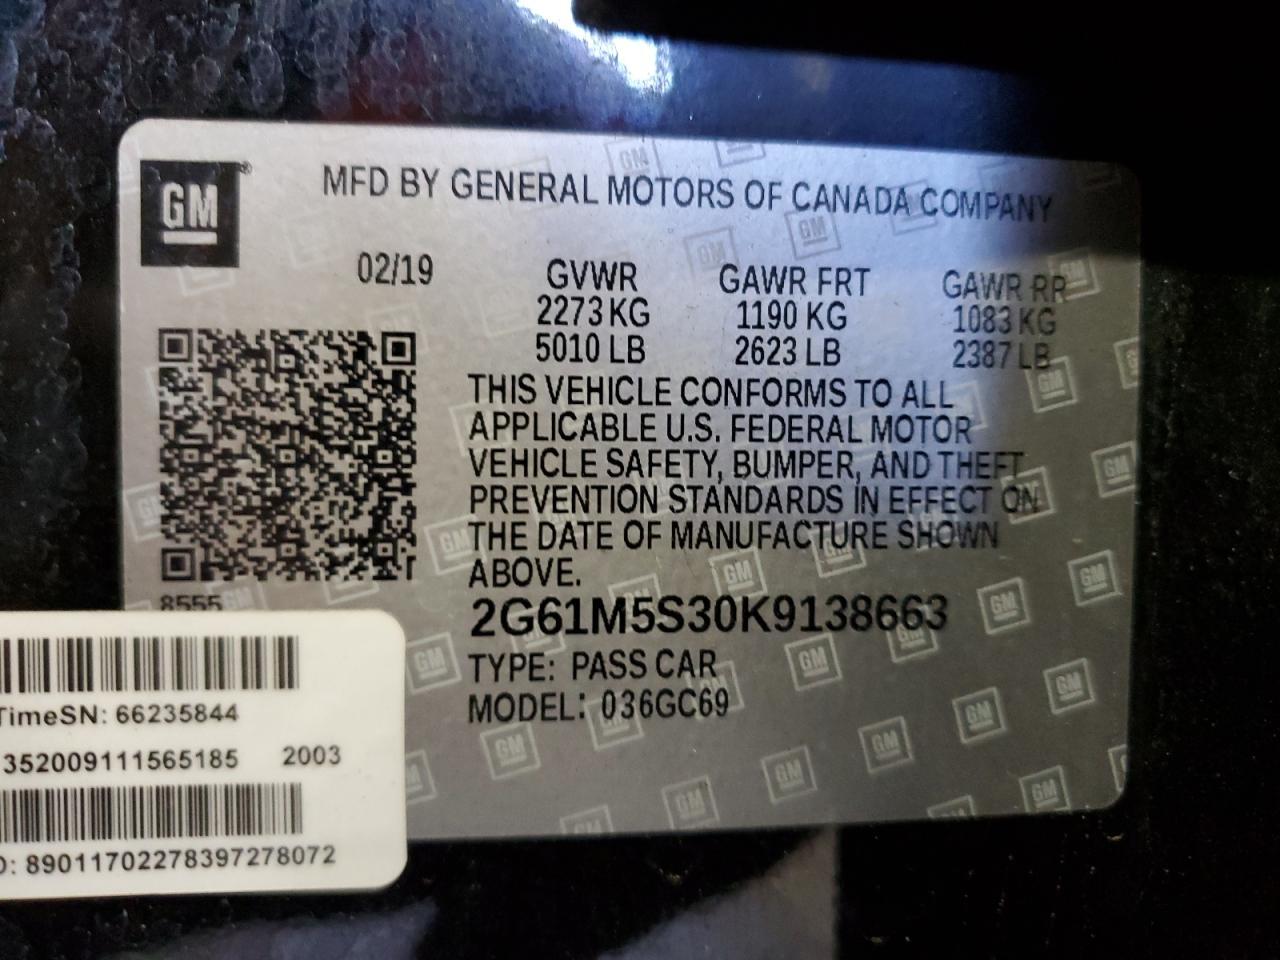 GM
MFD BY GENERAL MOTORS OF CANADA COMPANY
02/19
GVWR GAWR FRT GAWR RR
2273 KG 1190 KG 1083 KG
5010 LB 2623 LB 2387 LB
THIS VEHICLE CONFORMS TO ALL
APPLICABLE U.S. FEDERAL MOTOR
VEHICLE SAFETY, BUMPER, AND THEFT
PREVENTION STANDARDS IN EFFECT ON
THE DATE OF MANUFACTURE SHOWN
ABOVE.
8555
2G61M5S30K9138663
TYPE: PASS CAR
MODEL: 036GC69
TimeSN: 66235844
352009111565185 2003
D: 89011702278397278072